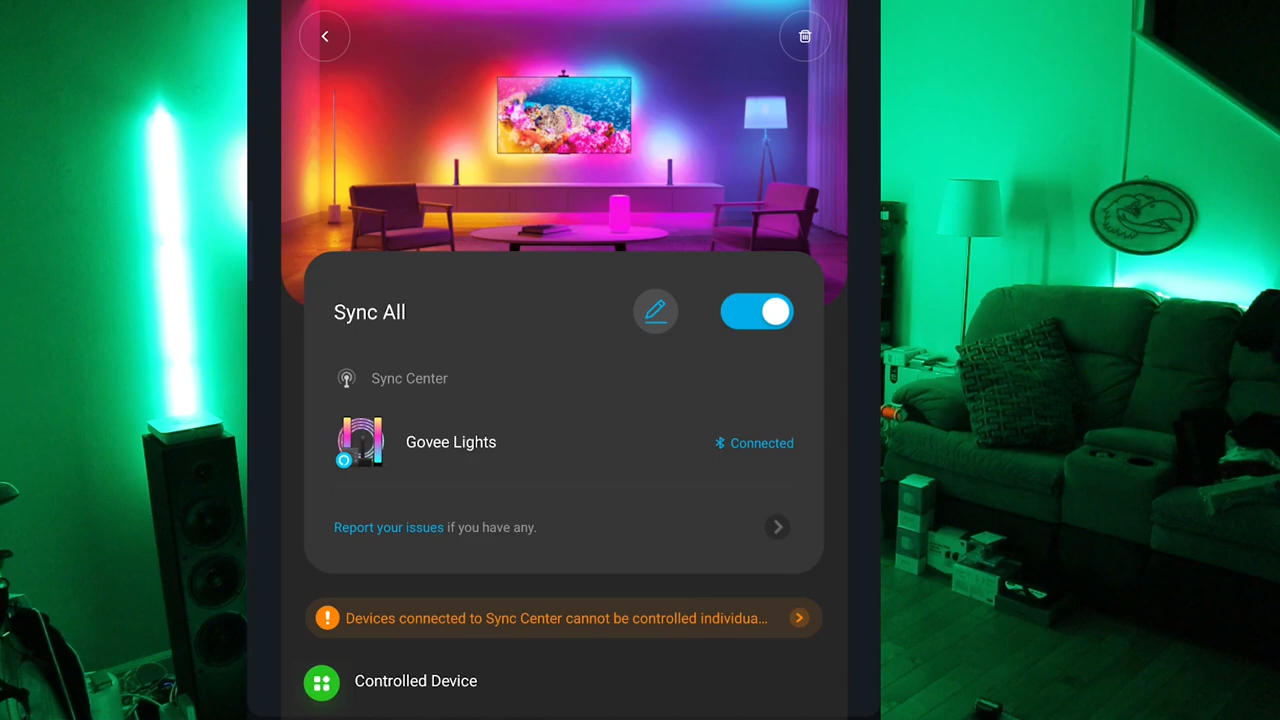 Sync All
Sync Center
Govee Lights
Connected
Report your issues if you have any.
Devices connected to Sync Center cannot be controlled individua...
Controlled Device